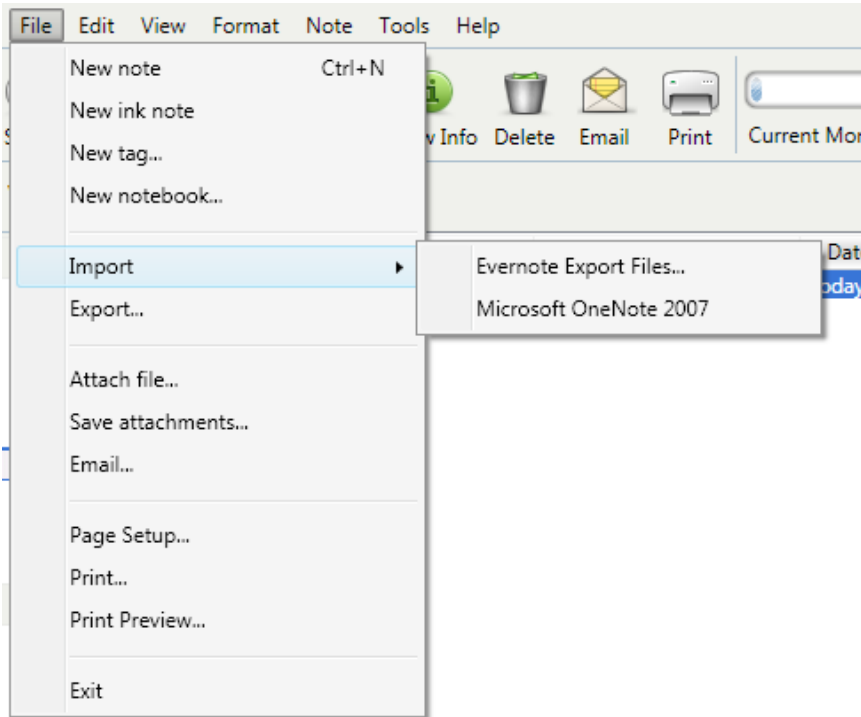 File Edit View Format Note Tools Help
New note Ctrl+N
New ink note
New tag...
New notebook...
Import
Export...
Attach file...
Save attachments...
Email...
Page Setup...
Print...
Print Preview...
Exit
Evernote Export Files...
Microsoft OneNote 2007
Info Delete Email Print Current